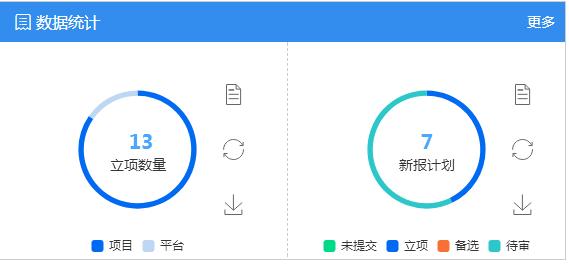 数据统计 更多
13
立项数量
项目 平台
7
新报计划
未提交 立项 备选 待审